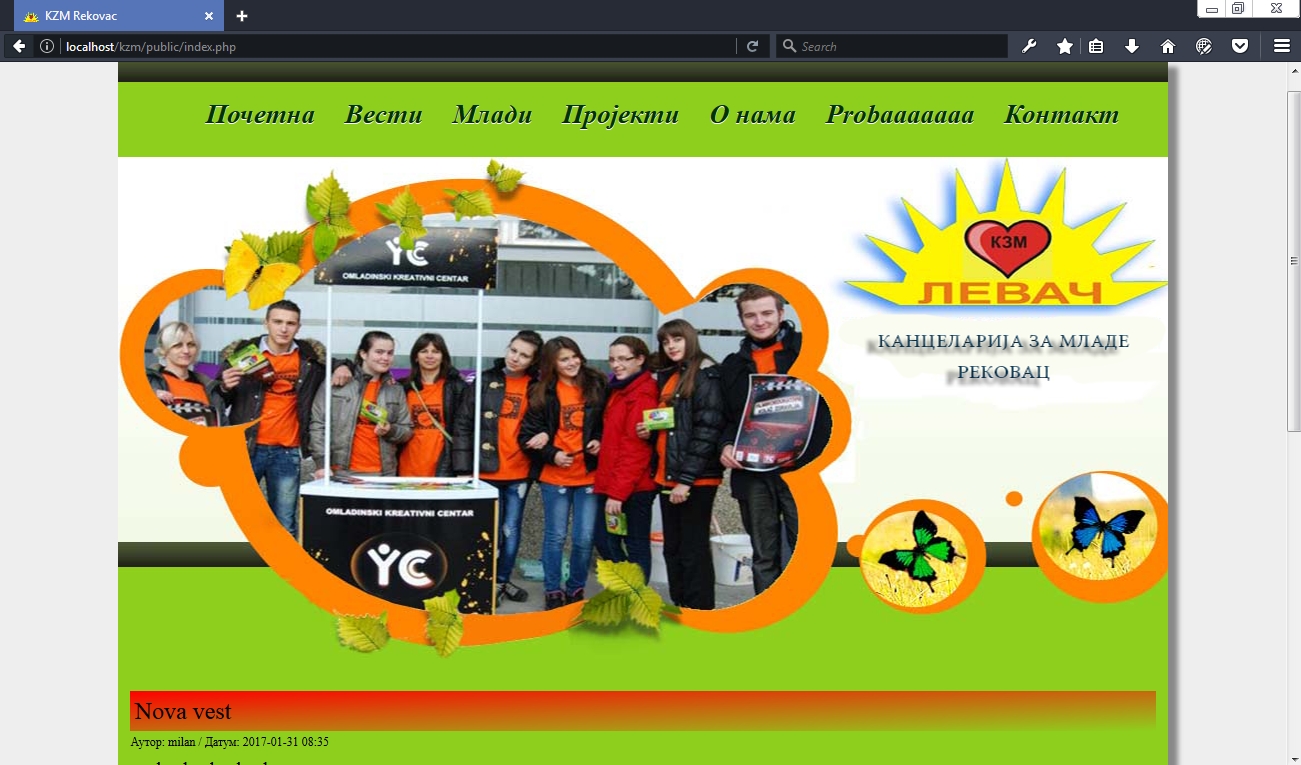 KZM Rekovac
localhost/kzm/public/index.php
Search
Почетна Вести Млади Пројекти О нама Probaaaaaaa Контакт
YC
OMLADINSKI KREATIVNI CENTAR
КЗМ
ЛЕВАЧ
КАНЦЕЛАРИЈА ЗА МЛАДЕ
РЕКОВАЦ
OMLADINSKI KREATIVNI CENTAR
YC
Nova vest
Аутор: milan / Датум: 2017-01-31 08:35